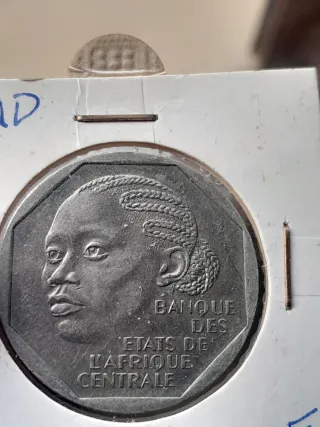 AD
BANQUE
DES
ETATS DE
L'AFRIQUE
CENTRALE